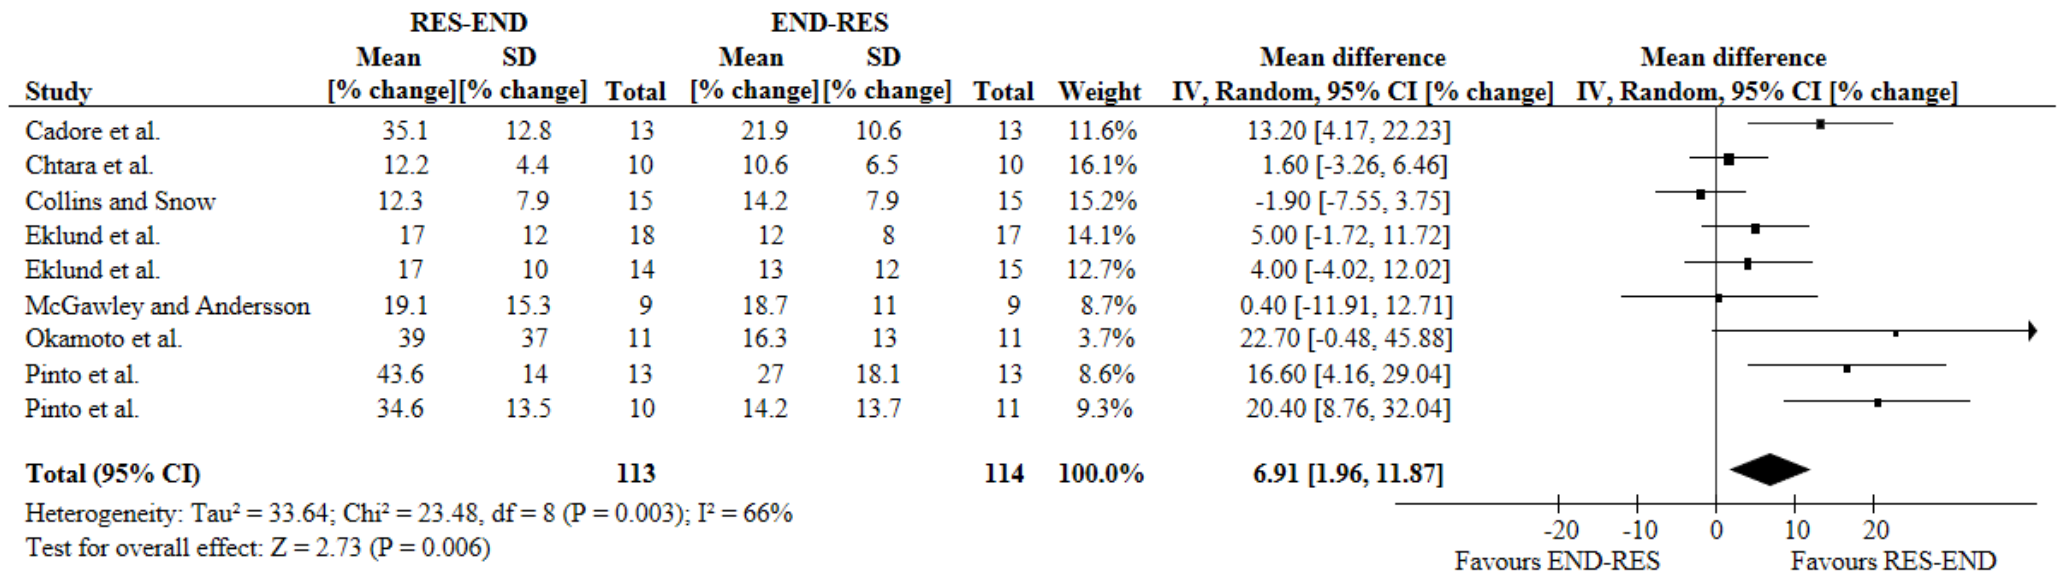 RES-END END-RES
Mean SD Mean SD Mean difference Mean difference
Study [% change] [% change] Total [% change] [% change] Total Weight IV, Random, 95% CI [% change] IV, Random, 95% CI [% change]
Cadore et al. 35.1 12.8 13 21.9 10.6 13 11.6% 13.20 [4.17, 22.23]
Chtara et al. 12.2 4.4 10 10.6 6.5 10 16.1% 1.60 [-3.26, 6.46]
Collins and Snow 12.3 7.9 15 14.2 7.9 15 15.2% -1.90 [-7.55, 3.75]
Eklund et al. 17 12 18 12 8 17 14.1% 5.00 [-1.72, 11.72]
Eklund et al. 17 10 14 13 12 15 12.7% 4.00 [-4.02, 12.02]
McGawley and Andersson 19.1 15.3 9 18.7 11 9 8.7% 0.40 [-11.91, 12.71]
Okamoto et al. 39 37 11 16.3 13 11 3.7% 22.70 [-0.48, 45.88]
Pinto et al. 43.6 14 13 27 18.1 13 8.6% 16.60 [4.16, 29.04]
Pinto et al. 34.6 13.5 10 14.2 13.7 11 9.3% 20.40 [8.76, 32.04]
Total (95% CI) 113 114 100.0% 6.91 [1.96, 11.87]
Heterogeneity: Tau² = 33.64; Chi² = 23.48, df = 8 (P = 0.003); I² = 66%
Test for overall effect: Z = 2.73 (P = 0.006)
-20 -10 0 10 20
Favours END-RES Favours RES-END